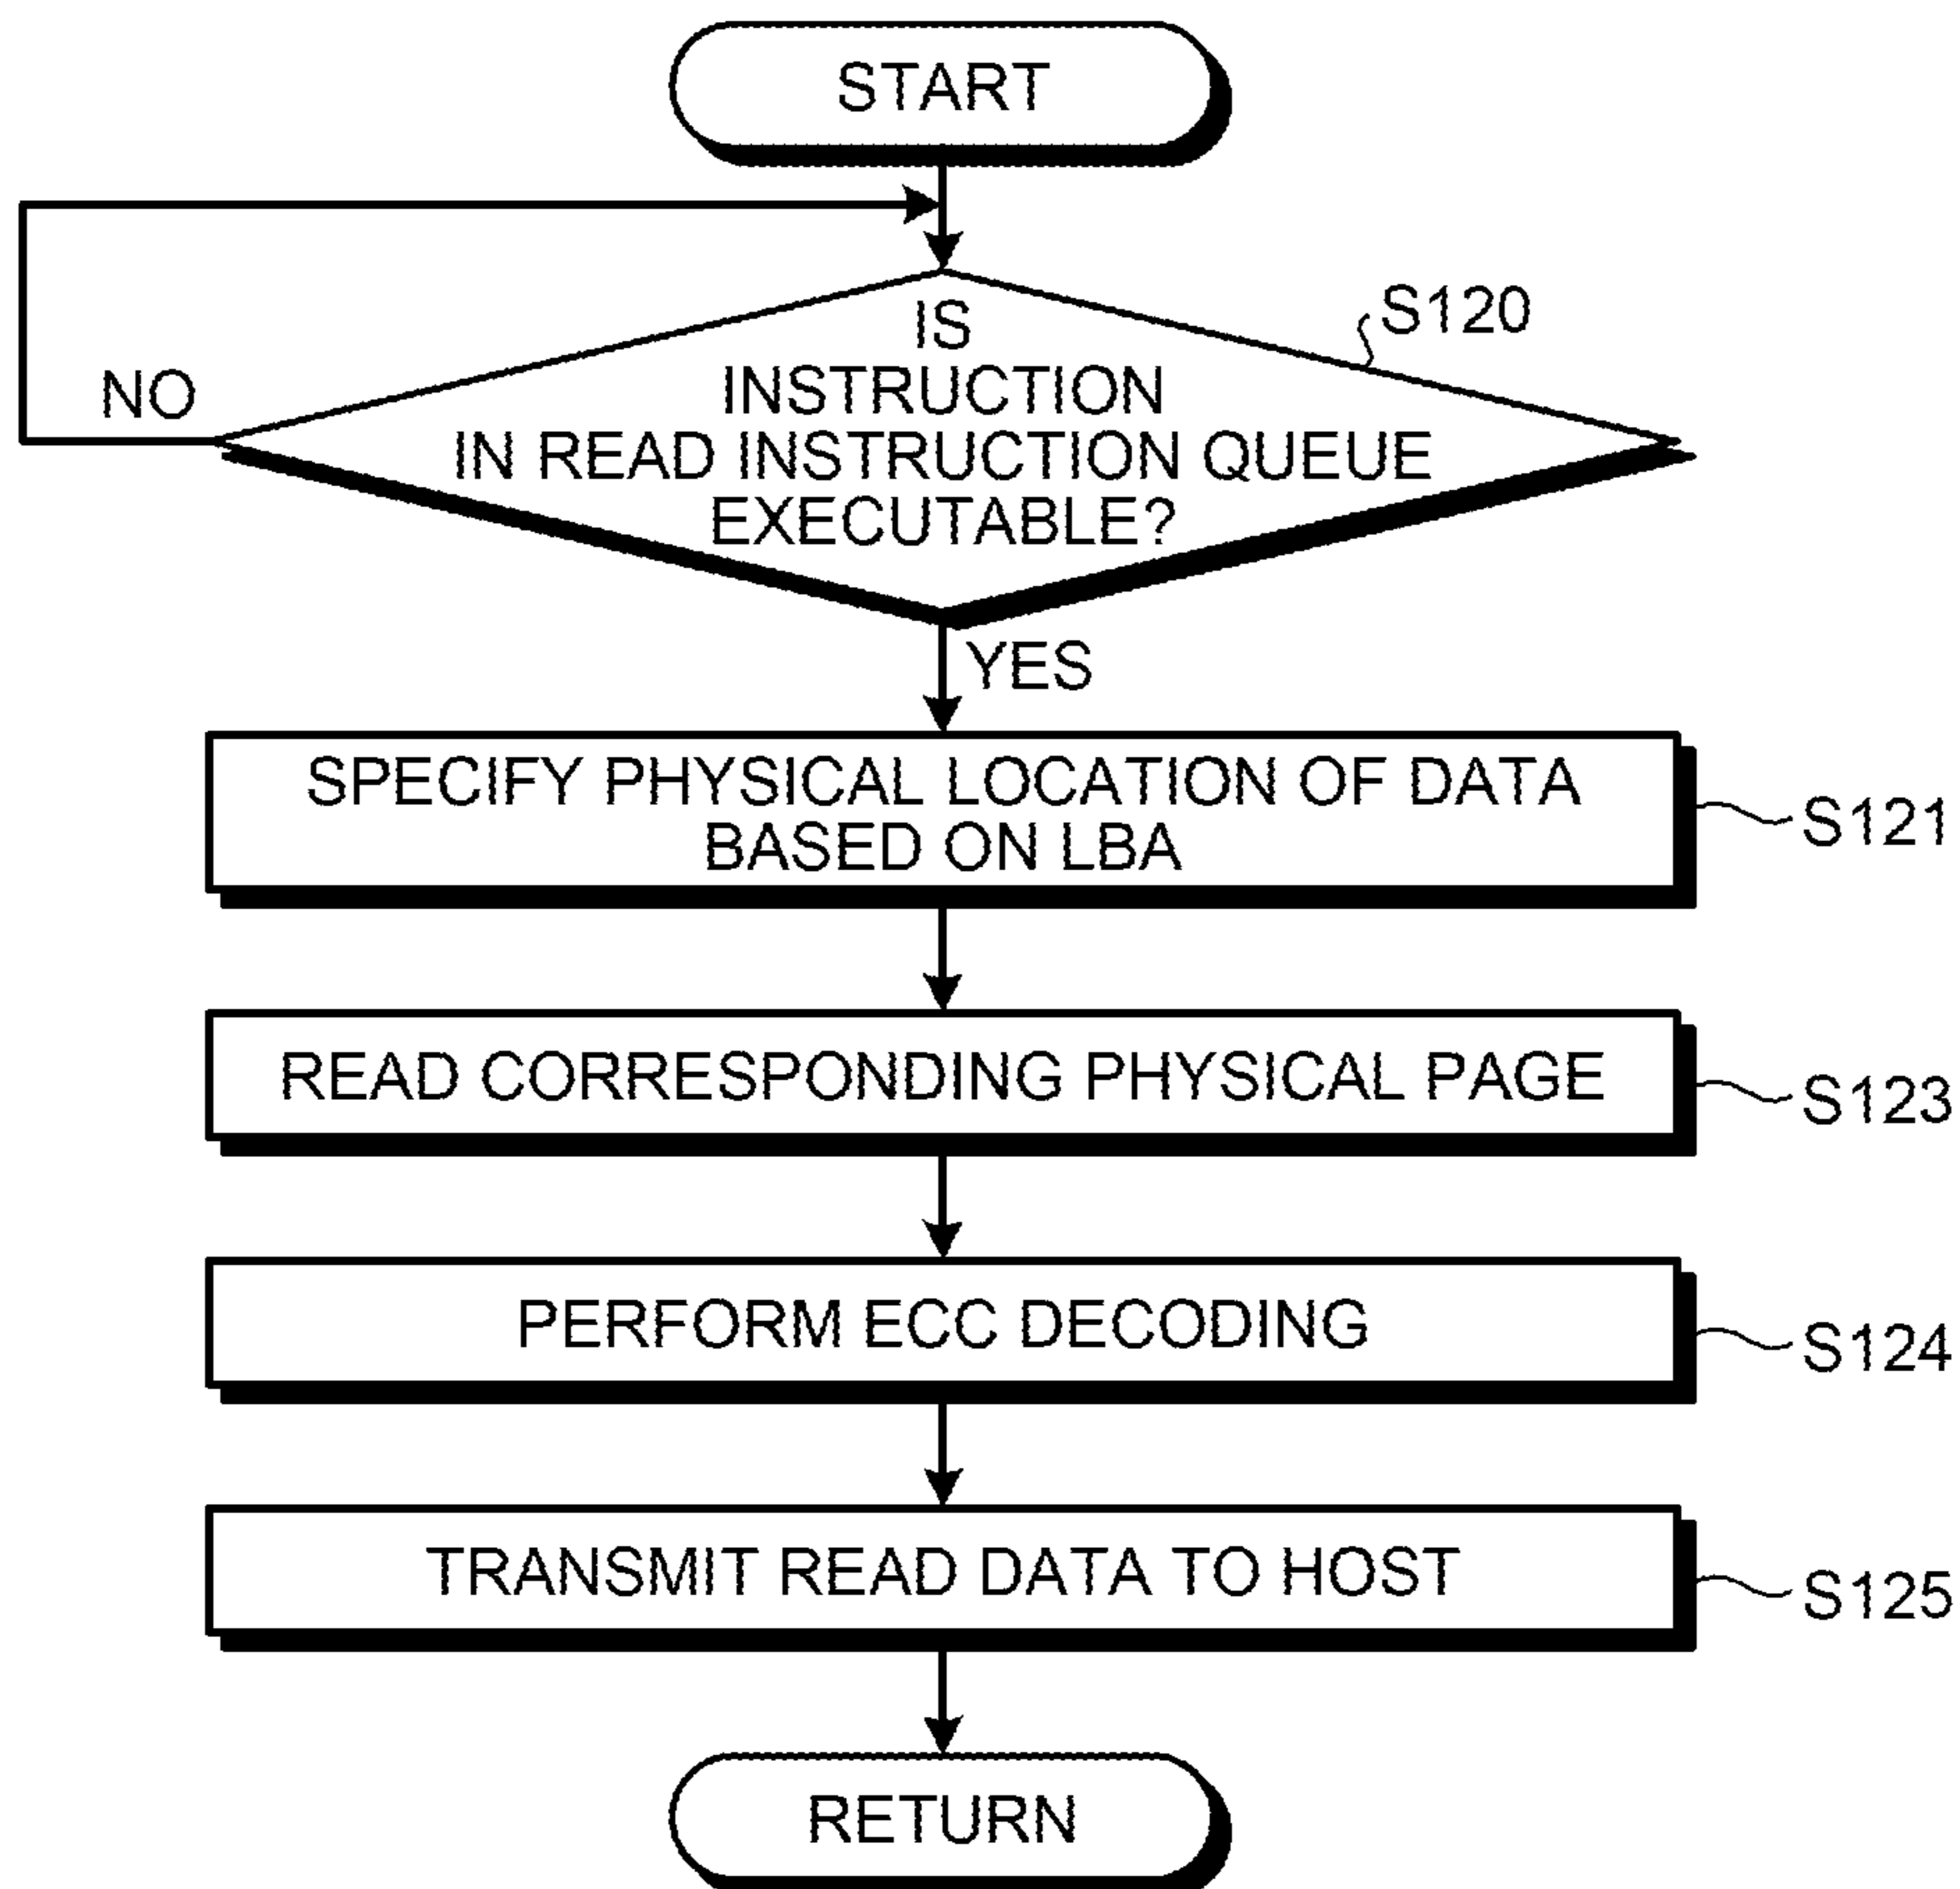 START
IS
S120
INSTRUCTION
NO
IN READ INSTRUCTION QUEUE
EXECUTABLE?
YES
SPECIFY PHYSICAL LOCATION OF DATA
BASED ON LBA
S121
READ CORRESPONDING PHYSICAL PAGE
S123
PERFORM ECC DECODING
S124
TRANSMIT READ DATA TO HOST
S125
RETURN